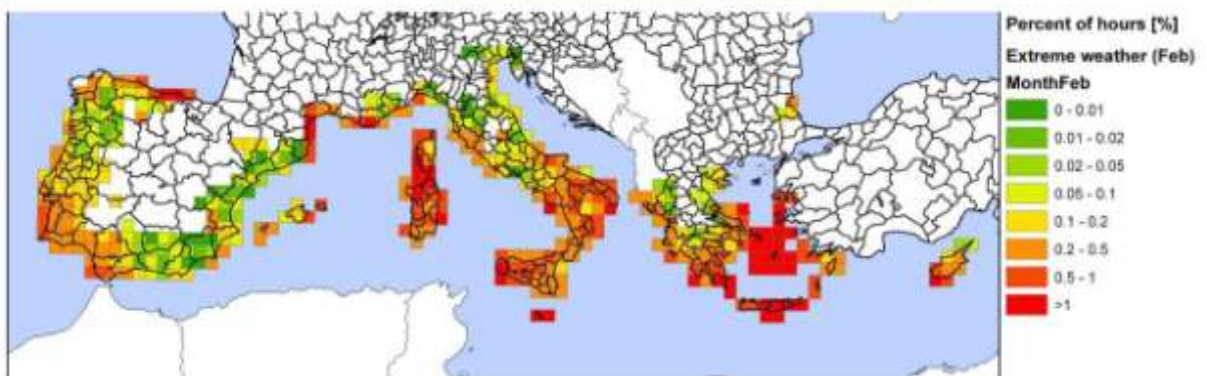 Percent of hours [%]
Extreme weather (Feb)
MonthFeb
0 - 0.01
0.01 - 0.02
0.02 - 0.05
0.05 - 0.1
0.1 - 0.2
0.2 - 0.5
0.5 - 1
>1